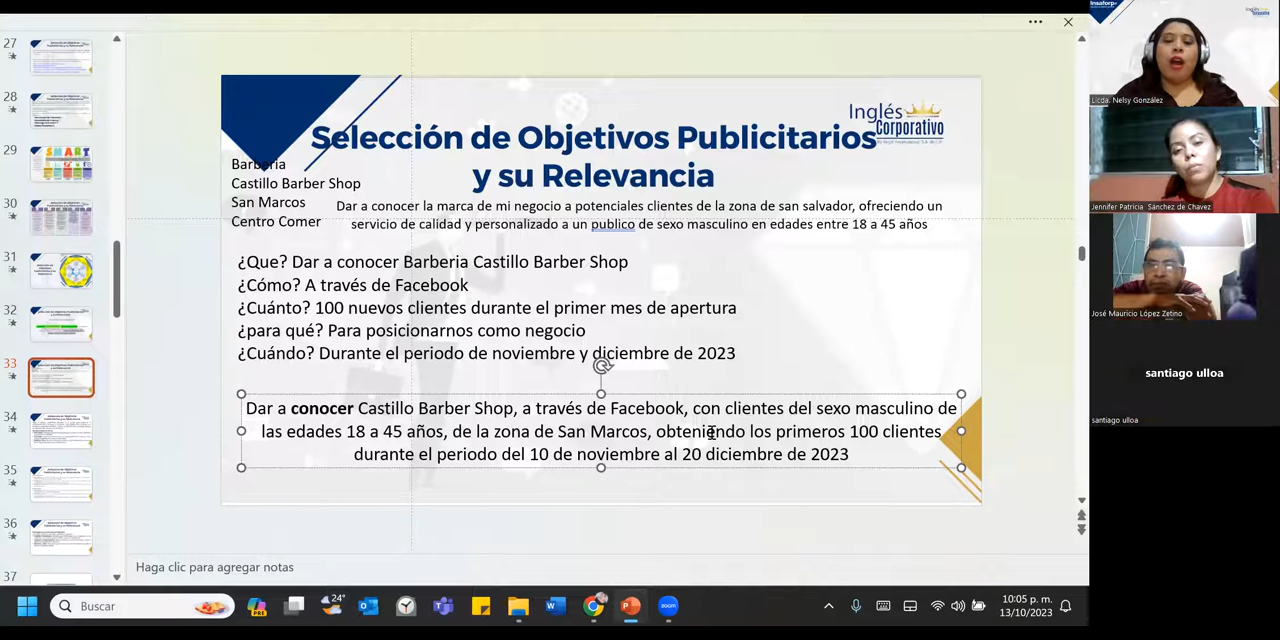 27
28
29
30
31
32
33
34
35
36
37
SMART
Inglés
Corporativo
Selección de Objetivos Publicitarios
y su Relevancia
Barberia
Castillo Barber Shop
San Marcos
Centro Comer
Dar a conocer la marca de mi negocio a potenciales clientes de la zona de san salvador, ofreciendo un
servicio de calidad y personalizado a un publico de sexo masculino en edades entre 18 a 45 años
¿Que? Dar a conocer Barberia Castillo Barber Shop
¿Cómo? A través de Facebook
¿Cuánto? 100 nuevos clientes durante el primer mes de apertura
¿para qué? Para posicionarnos como negocio
¿Cuándo? Durante el periodo de noviembre y diciembre de 2023
Dar a conocer Castillo Barber Shop, a través de Facebook, con clientes del sexo masculino de
las edades 18 a 45 años, de la zona de San Marcos, obteniendo los primeros 100 clientes
durante el periodo del 10 de noviembre al 20 diciembre de 2023
Haga clic para agregar notas
Insaforp
Licda. Nelsy González
Jennifer Patricia Sánchez de Chavez
José Mauricio López Zetino
santiago ulloa
santiago ulloa
Buscar
PRE
24°
zoom
10:05 p. m.
13/10/2023